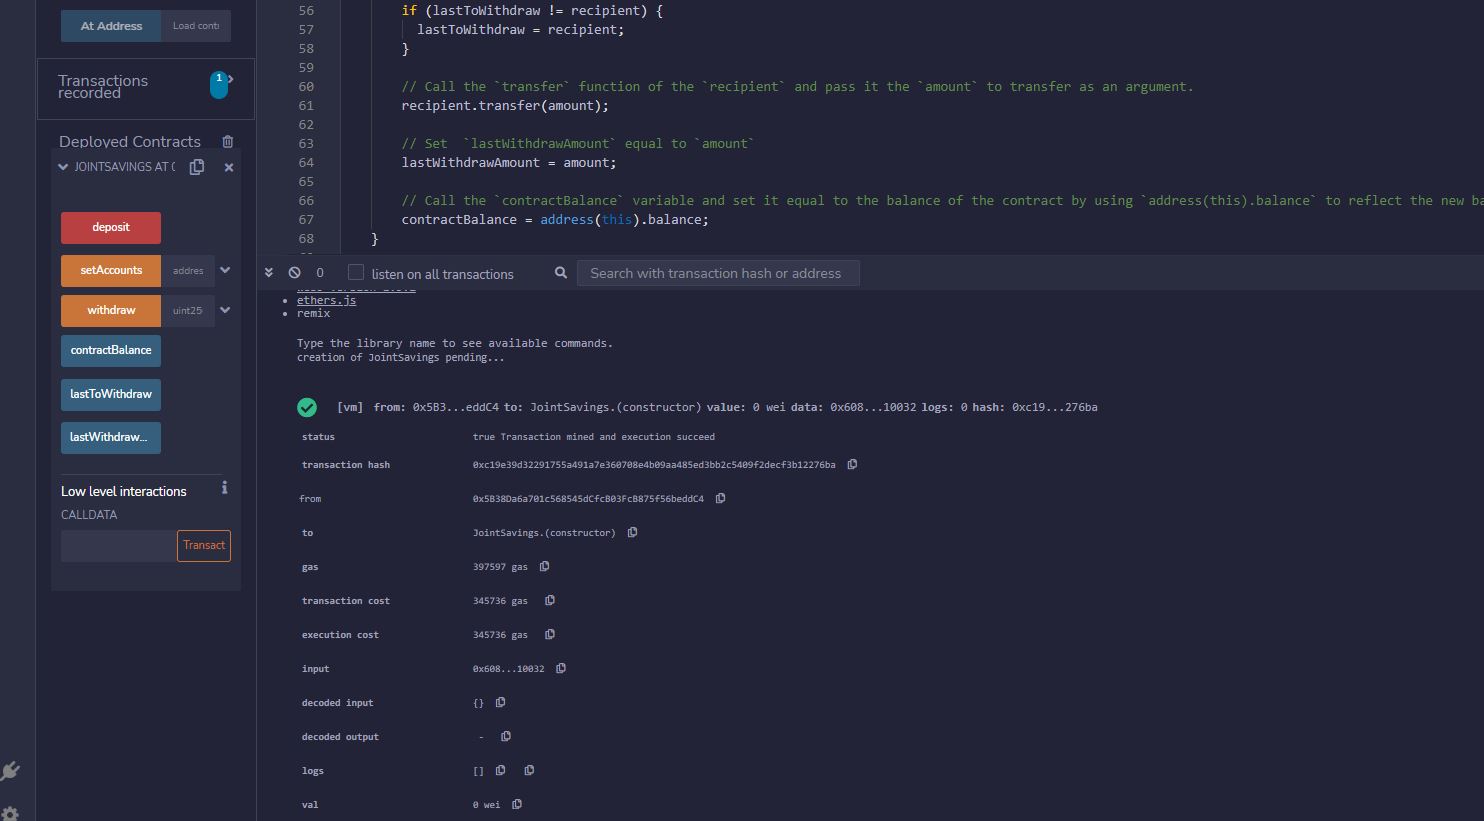 At Address Load conti
Transactions
recorded
1
Deployed Contracts
JOINTSAVINGS AT
deposit
setAccounts addres
withdraw uint25
contractBalance
lastToWithdraw
lastWithdraw...
Low level interactions
CALLDATA
Transact
56 if (lastToWithdraw != recipient) {
57 lastToWithdraw = recipient;
58 }
59
60 // Call the `transfer` function of the `recipient` and pass it the `amount` to transfer as an argument.
61 recipient.transfer(amount);
62
63 // Set  `lastWithdrawAmount` equal to `amount`
64 lastWithdrawAmount = amount;
65
66 // Call the `contractBalance` variable and set it equal to the balance of the contract by using `address(this).balance` to reflect the new ba
67 contractBalance = address(this).balance;
68 }
0 listen on all transactions Search with transaction hash or address
• ethers.js
• remix
Type the library name to see available commands.
creation of JointSavings pending...
[vm] from: 0x5B3...eddC4 to: JointSavings.(constructor) value: 0 wei data: 0x608...10032 logs: 0 hash: 0xc19...276ba
status true Transaction mined and execution succeed
transaction hash 0xc19e39d32291755a491a7e360708e4b09aa485ed3bb2c5409f2decf3b12276ba
from 0x5B38Da6a701c568545dCfcB03FcB875f56beddC4
to JointSavings.(constructor)
gas 397597 gas
transaction cost 345736 gas
execution cost 345736 gas
input 0x608...10032
decoded input {}
decoded output -
logs []
val 0 wei